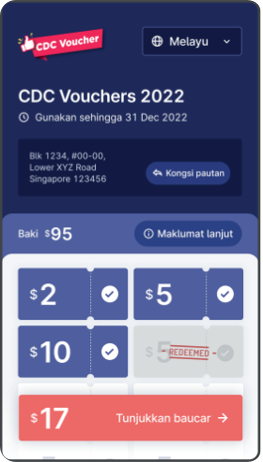 CDC Voucher
Melayu
CDC Vouchers 2022
Gunakan sehingga 31 Dec 2022
Blk 1234, #00-00,
Lower XYZ Road
Singapore 123456
Kongsi pautan
Baki $95
Maklumat lanjut
$2
$5
$10
$5
REDEEMED
$17
Tunjukkan baucar